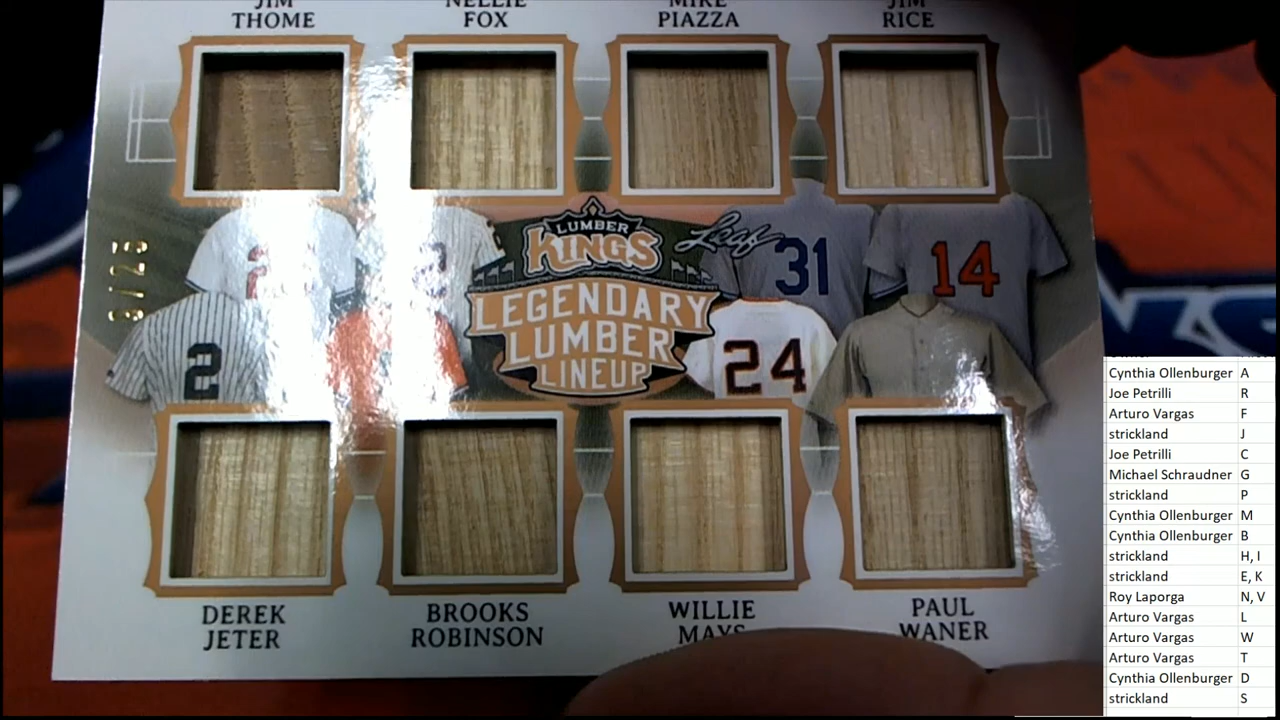 JIM
THOME
NELLIE
FOX
MIKE
PIAZZA
JIM
RICE
LUMBER
KINGS
Leaf
LEGENDARY
LUMBER
LINEUP
2
31
14
2
24
/25
DEREK
JETER
BROOKS
ROBINSON
WILLIE
MAYS
PAUL
WANER
Cynthia Ollenburger A
Joe Petrilli R
Arturo Vargas F
strickland J
Joe Petrilli C
Michael Schraudner G
strickland P
Cynthia Ollenburger M
Cynthia Ollenburger B
strickland H, I
strickland E, K
Roy Laporga N, V
Arturo Vargas L
Arturo Vargas W
Arturo Vargas T
Cynthia Ollenburger D
strickland S